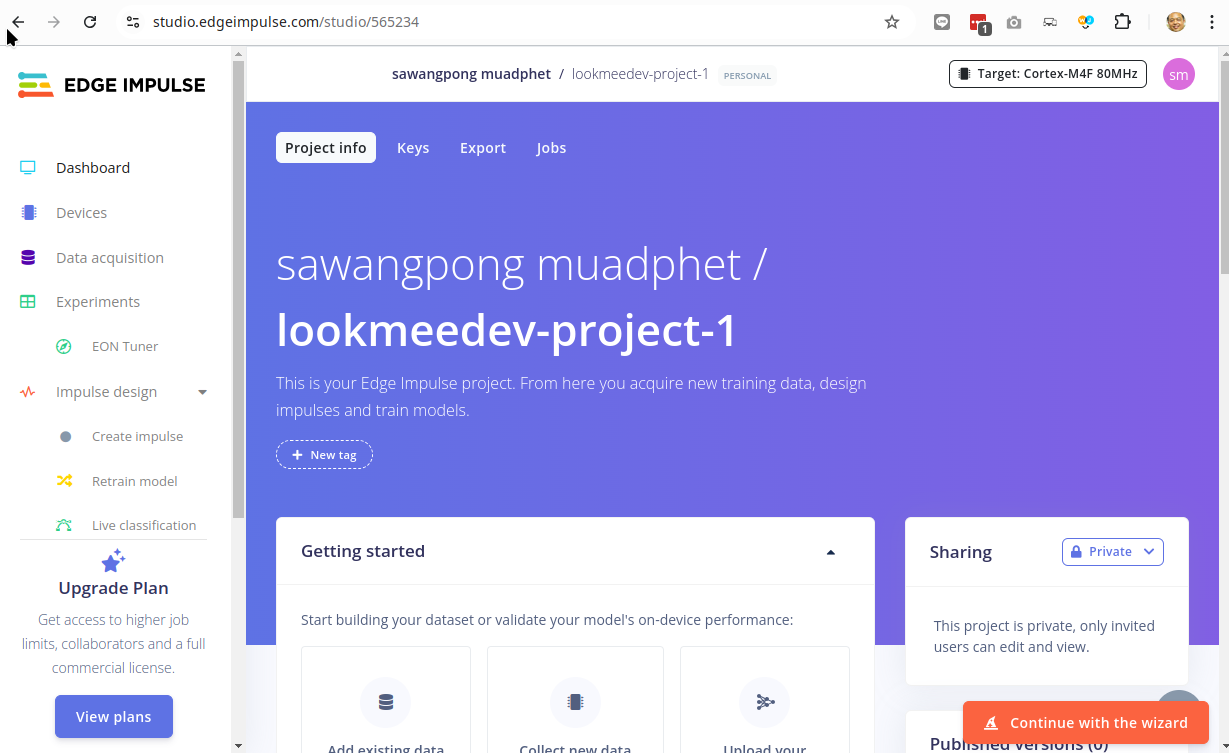 studio.edgeimpulse.com/studio/565234
1
EDGE IMPULSE
sawangpong muadphet / lookmeedev-project-1 PERSONAL
Target: Cortex-M4F 80MHz
sm
Dashboard
Devices
Data acquisition
Experiments
EON Tuner
Impulse design
Create impulse
Retrain model
Live classification
Upgrade Plan
Get access to higher job
limits, collaborators and a full
commercial license.
View plans
Project info Keys Export Jobs
sawangpong muadphet /
lookmeedev-project-1
This is your Edge Impulse project. From here you acquire new training data, design
impulses and train models.
+ New tag
Getting started
Start building your dataset or validate your model's on-device performance:
Add existing data
Collect new data
Upload your
Sharing
Private
This project is private, only invited
users can edit and view.
Published versions (0)
Continue with the wizard